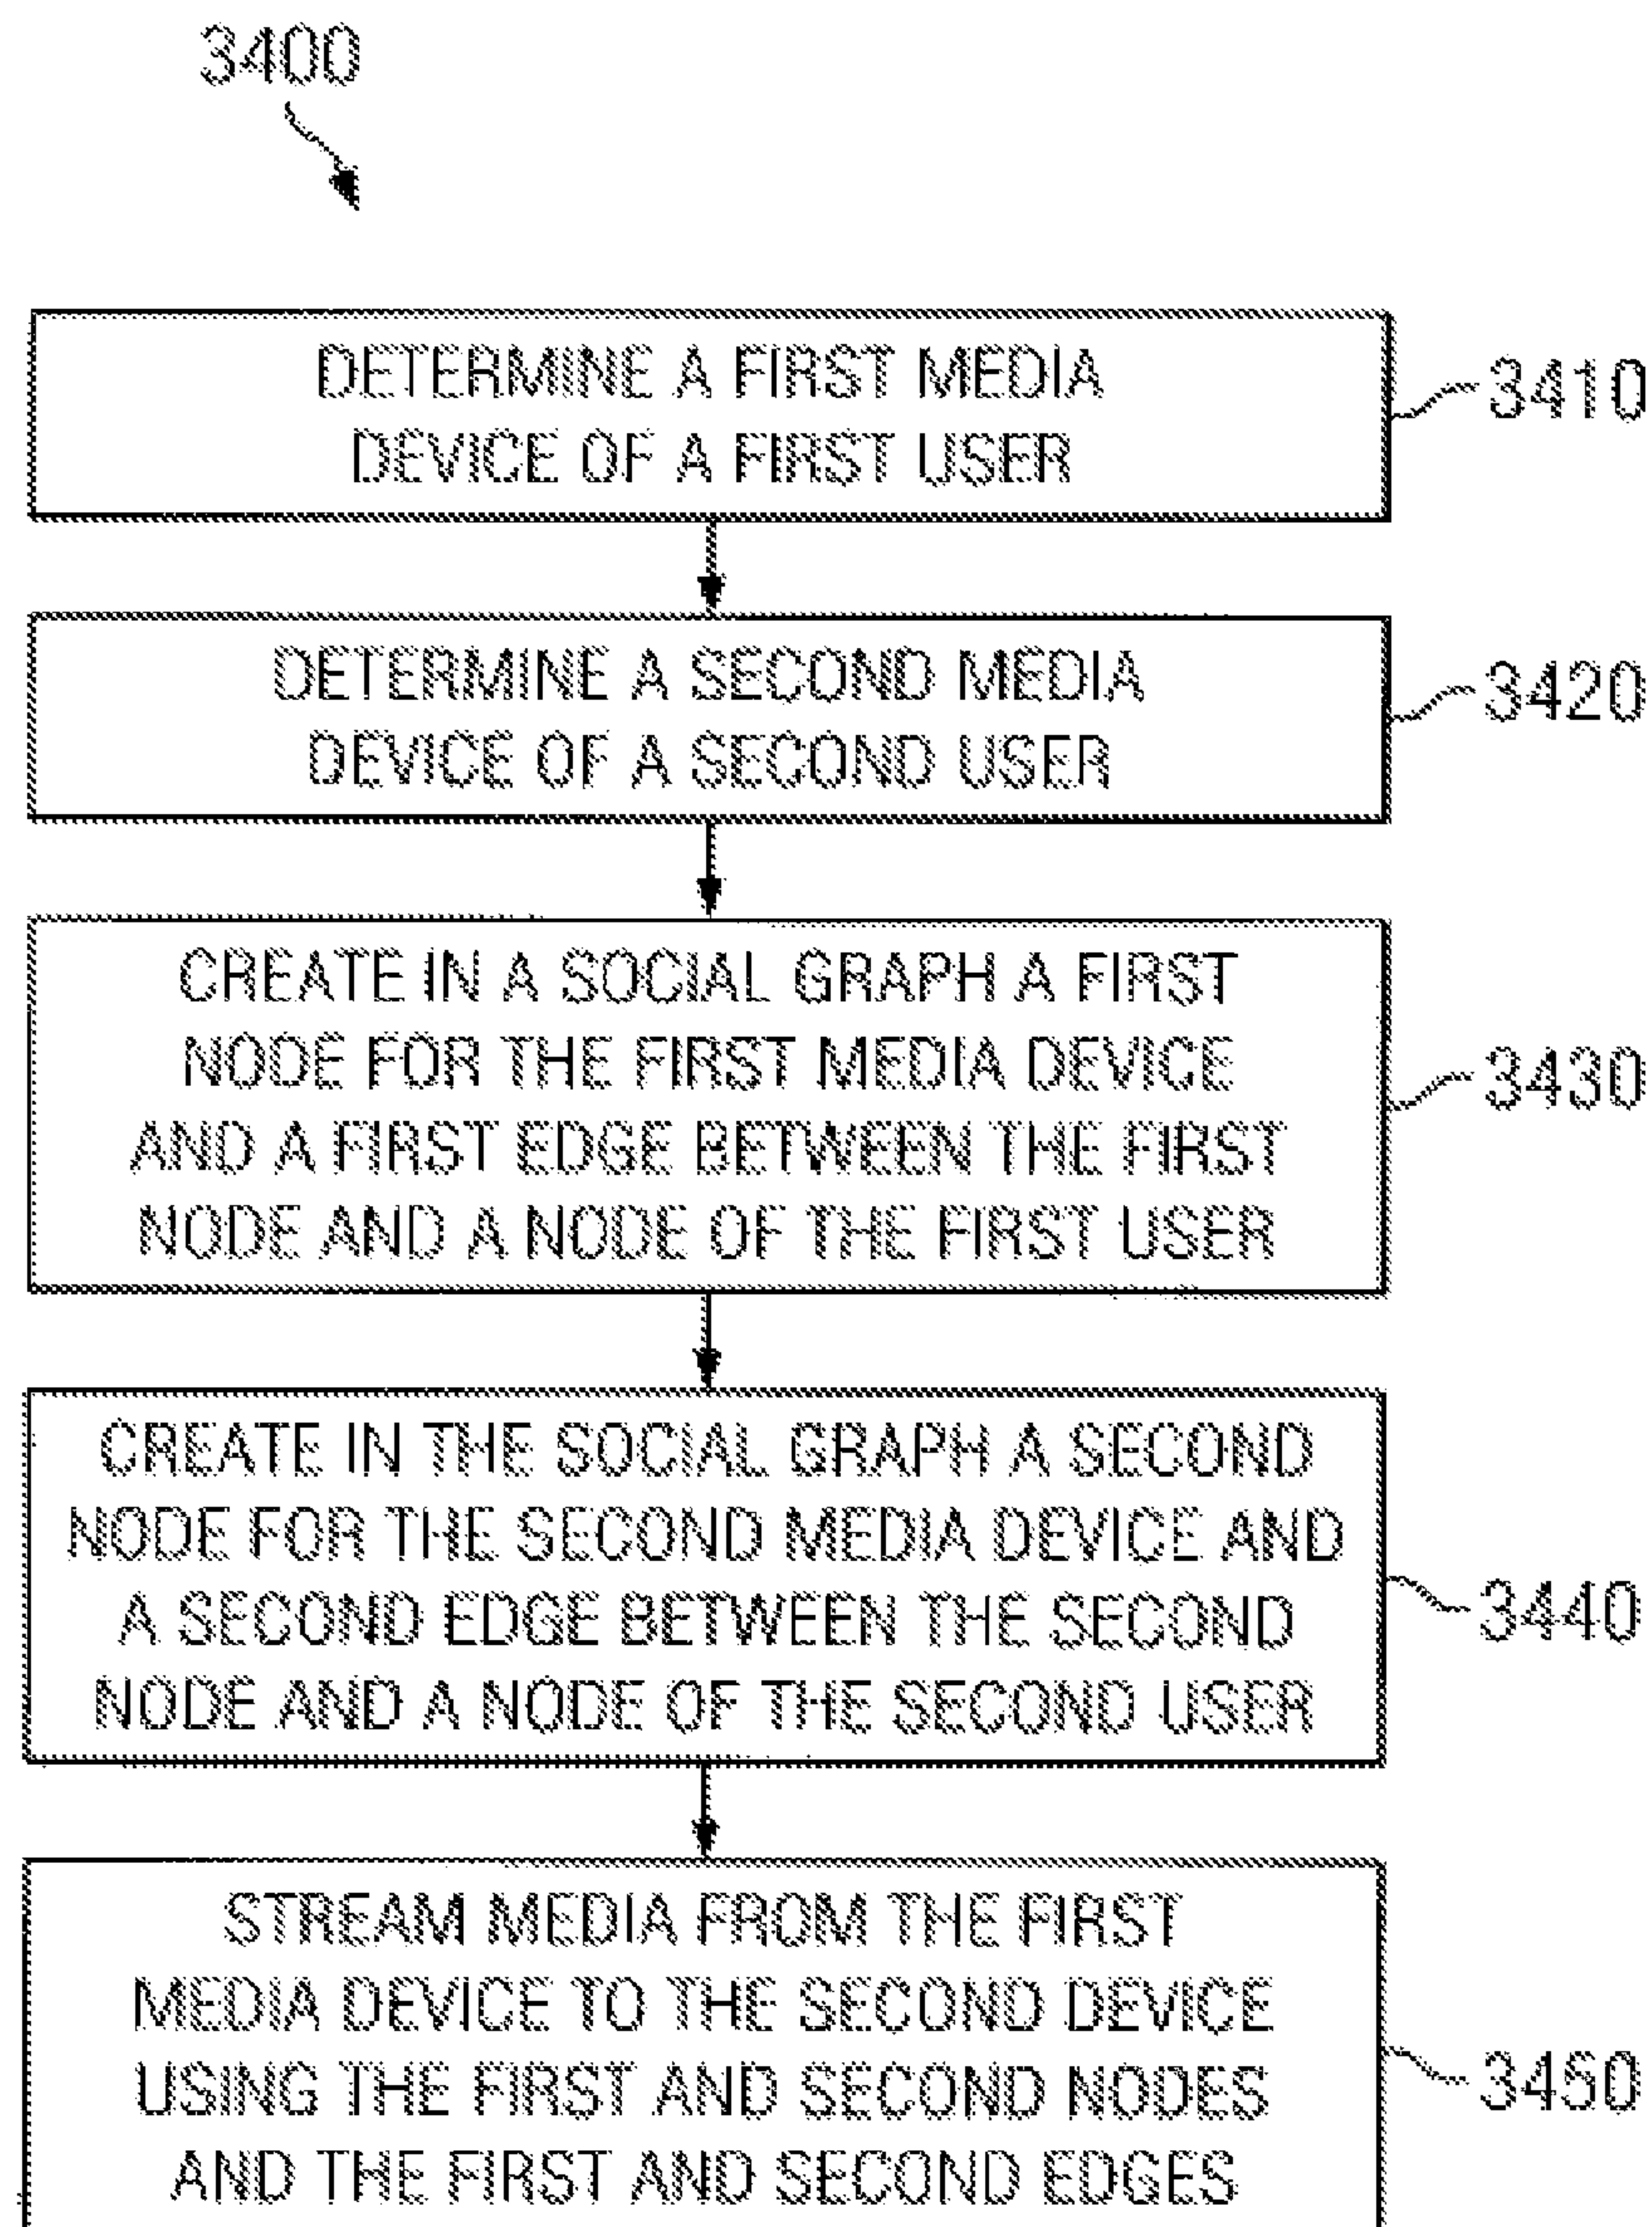 3400
DETERMINE A FIRST MEDIA
DEVICE OF A FIRST USER
3410
DETERMINE A SECOND MEDIA
DEVICE OF A SECOND USER
3420
CREATE IN A SOCIAL GRAPH A FIRST
NODE FOR THE FIRST MEDIA DEVICE
AND A FIRST EDGE BETWEEN THE FIRST
NODE AND A NODE OF THE FIRST USER
3430
CREATE IN THE SOCIAL GRAPH A SECOND
NODE FOR THE SECOND MEDIA DEVICE AND
A SECOND EDGE BETWEEN THE SECOND
NODE AND A NODE OF THE SECOND USER
3440
STREAM MEDIA FROM THE FIRST
MEDIA DEVICE TO THE SECOND DEVICE
USING THE FIRST AND SECOND NODES
AND THE FIRST AND SECOND EDGES
3450